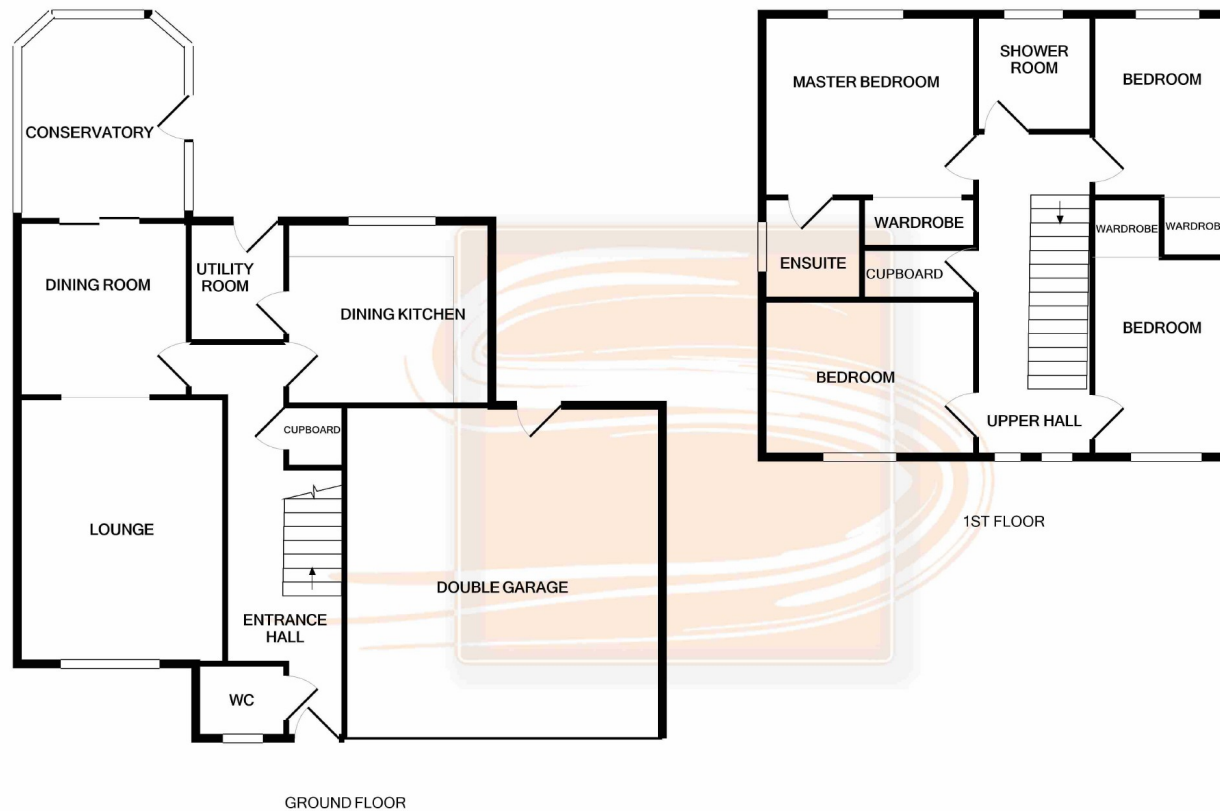 CONSERVATORY
DINING ROOM
UTILITY
ROOM
DINING KITCHEN
CUPBOARD
LOUNGE
ENTRANCE
HALL
DOUBLE GARAGE
WC
GROUND FLOOR
MASTER BEDROOM
SHOWER
ROOM
BEDROOM
WARDROBE
WARDROBE
WARDROBE
ENSUITE
CUPBOARD
BEDROOM
BEDROOM
UPPER HALL
1ST FLOOR